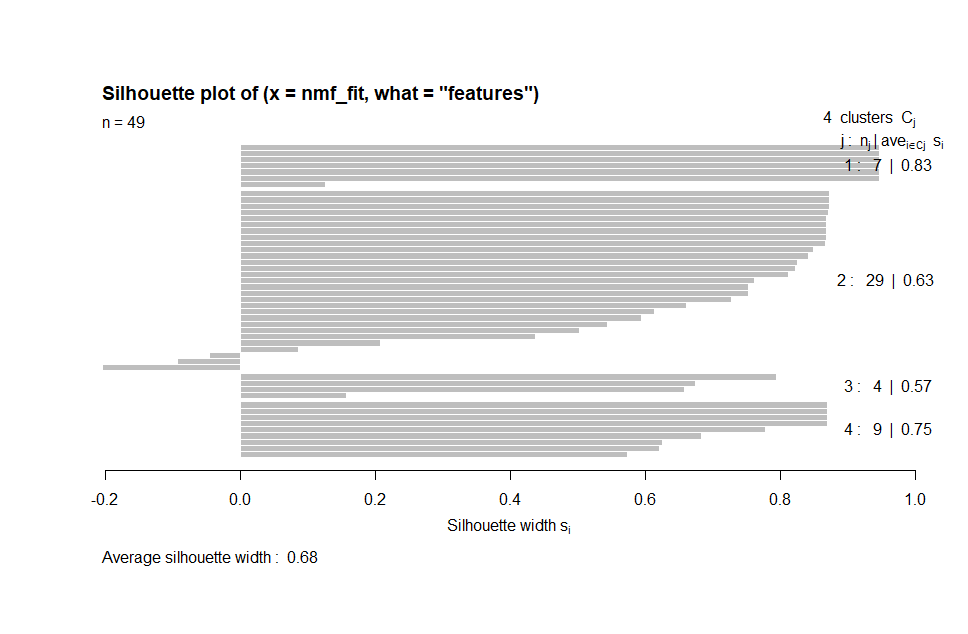 Silhouette plot of (x = nmf_fit, what = "features")
n = 49
4 clusters Cj
j : nj | avei∈Cj si
1 : 7 | 0.83
2 : 29 | 0.63
3 : 4 | 0.57
4 : 9 | 0.75
-0.2 0.0 0.2 0.4 0.6 0.8 1.0
Silhouette width si
Average silhouette width : 0.68